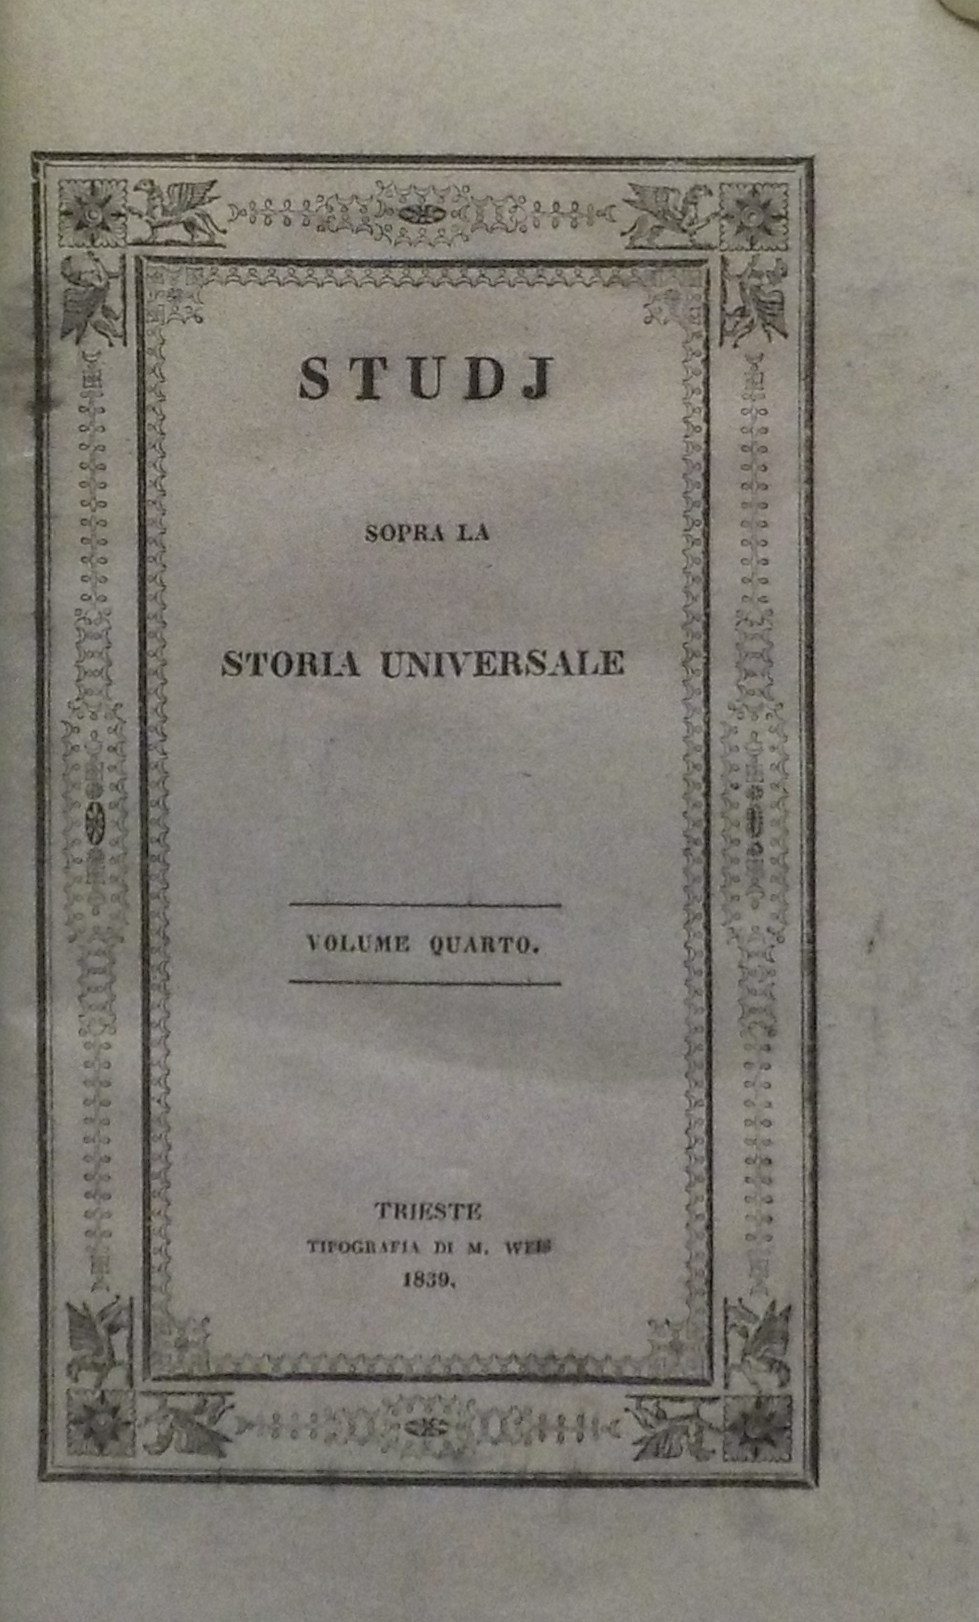 STUDJ
SOPRA LA
STORIA UNIVERSALE
VOLUME QUARTO.
TRIESTE
TIPOGRAFIA DI M. WEIS
1839.